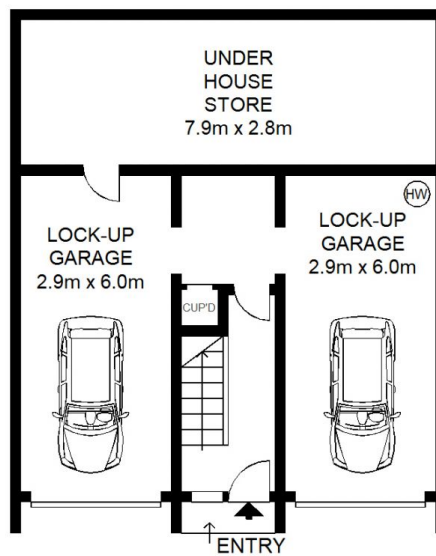 UNDER
HOUSE
STORE
7.9m x 2.8m
LOCK-UP
GARAGE
2.9m x 6.0m
HW
LOCK-UP
GARAGE
2.9m x 6.0m
CUP'D
ENTRY